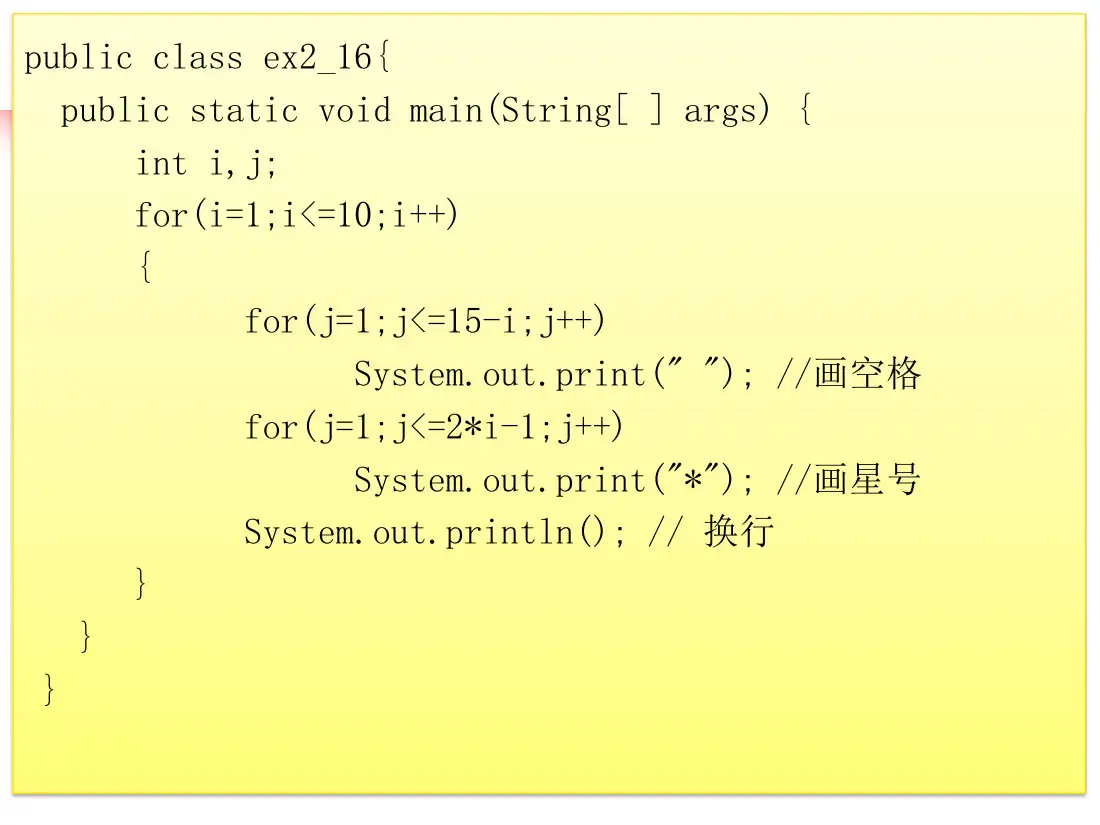 public class ex2_16{
public static void main(String[ ] args) {
int i,j;
for(i=1;i<=10;i++)
{
for(j=1;j<=15-i;j++)
System.out.print(" "); //画空格
for(j=1;j<=2*i-1;j++)
System.out.print("*"); //画星号
System.out.println(); // 换行
}
}
}